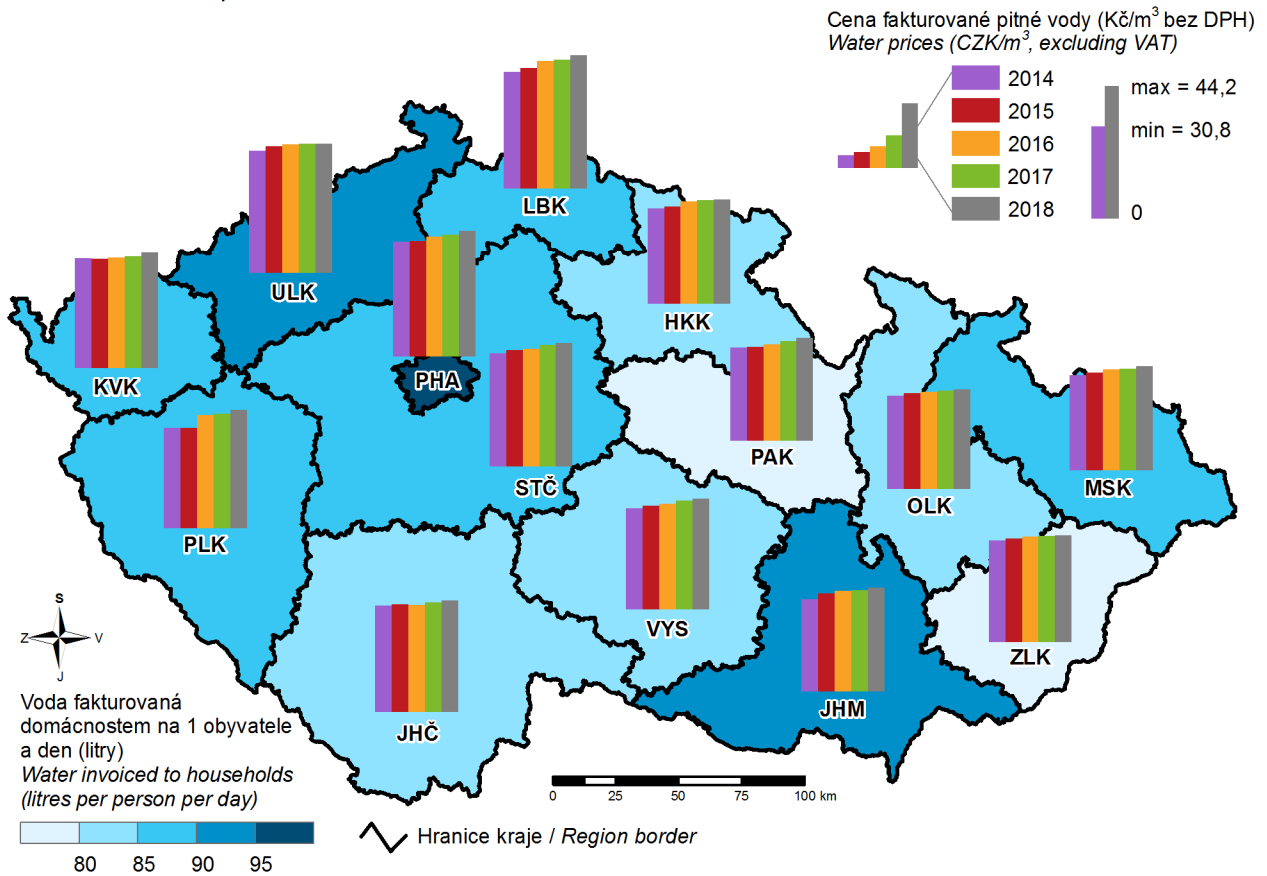 Cena fakturované pitné vody (Kč/m³ bez DPH)
Water prices (CZK/m³, excluding VAT)
2014
2015
2016
2017
2018
max = 44,2
min = 30,8
0
LBK
ULK
HKK
KVK
PHA
STČ
PAK
PLK
OLK
MSK
VYS
ZLK
JHČ
JHM
S
Z
V
J
Voda fakturovaná
domácnostem na 1 obyvatele
a den (litry)
Water invoiced to households
(litres per person per day)
80 85 90 95
0 25 50 75 100 km
Hranice kraje / Region border